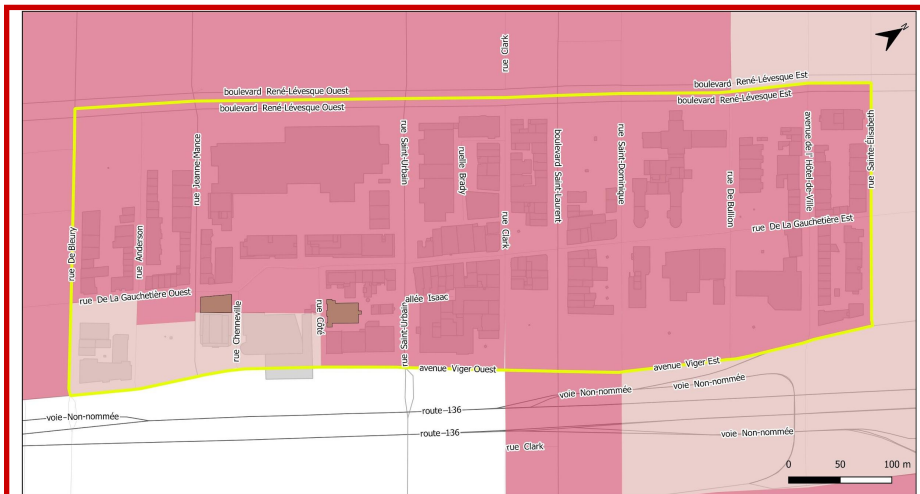 N
rue Clark
boulevard René-Lévesque Ouest
boulevard René-Lévesque Est
boulevard René-Lévesque Ouest
boulevard René-Lévesque Est
rue Jeanne-Mance
rue Saint-Urbain
ruelle Brady
boulevard Saint-Laurent
rue Saint-Dominique
rue De Bullion
avenue de l'Hôtel-de-Ville
rue Sainte-Élisabeth
rue De Bleury
rue Anderson
rue Clark
rue De La Gauchetière Est
rue De La Gauchetière Ouest
rue Chenneville
rue Côté
rue Saint-Urbain
allée Isaac
avenue Viger Ouest
avenue Viger Est
voie Non-nommée
voie Non-nommée
voie Non-nommée
route 136
route 136
voie Non-nommée
rue Clark
0 50 100 m